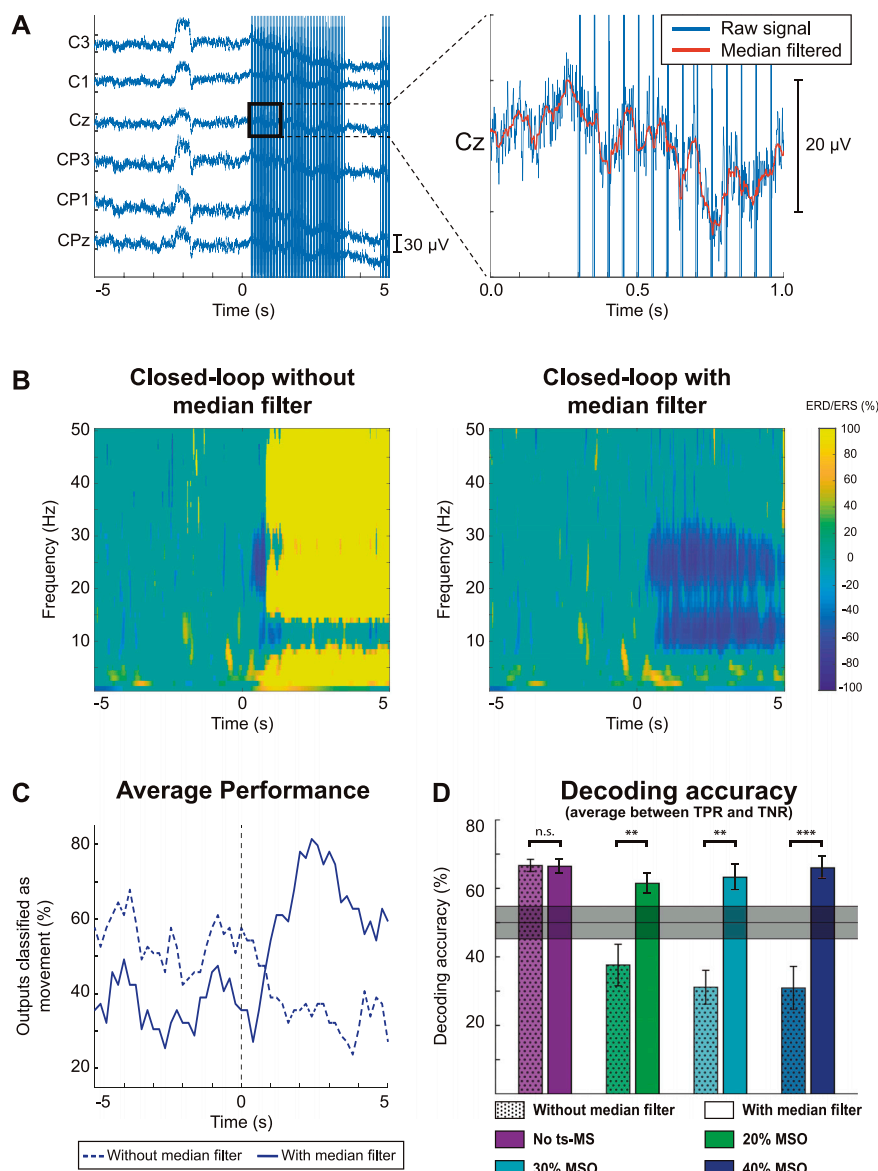 A
C3
C1
Cz
CP3
CP1
CPz
30 µV
-5
0
5
Time (s)
Raw signal
Median filtered
Cz
20 µV
0.0
0.5
1.0
Time (s)
B
Closed-loop without
median filter
Closed-loop with
median filter
ERD/ERS (%)
50
40
30
20
10
Frequency (Hz)
-5
0
5
Time (s)
50
40
30
20
10
Frequency (Hz)
-5
0
5
Time (s)
100
80
60
40
20
0
-20
-40
-60
-80
-100
C
Average Performance
80
60
40
20
Outputs classified as
movement (%)
-5
0
5
Time (s)
Without median filter
With median filter
D
Decoding accuracy
(average between TPR and TNR)
n.s.
**
**
***
80
60
40
20
Decoding accuracy (%)
Without median filter
With median filter
No ts-MS
20% MSO
30% MSO
40% MSO